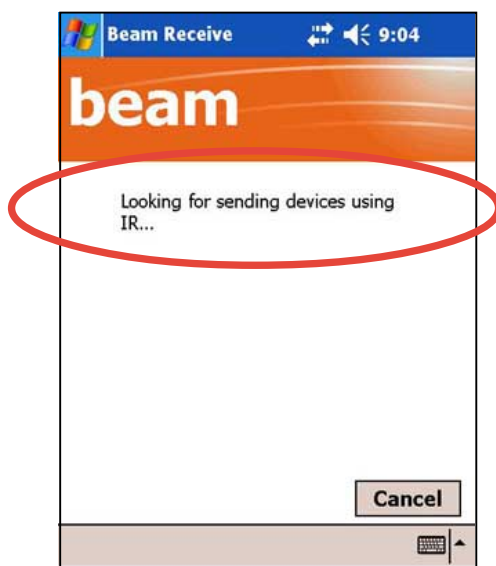 Beam Receive 9:04
beam
Looking for sending devices using
IR...
Cancel